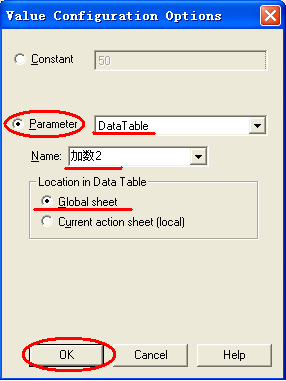 Value Configuration Options
Constant
50
Parameter
DataTable
Name:
加数2
Location in Data Table
Global sheet
Current action sheet (local)
OK
Cancel
Help